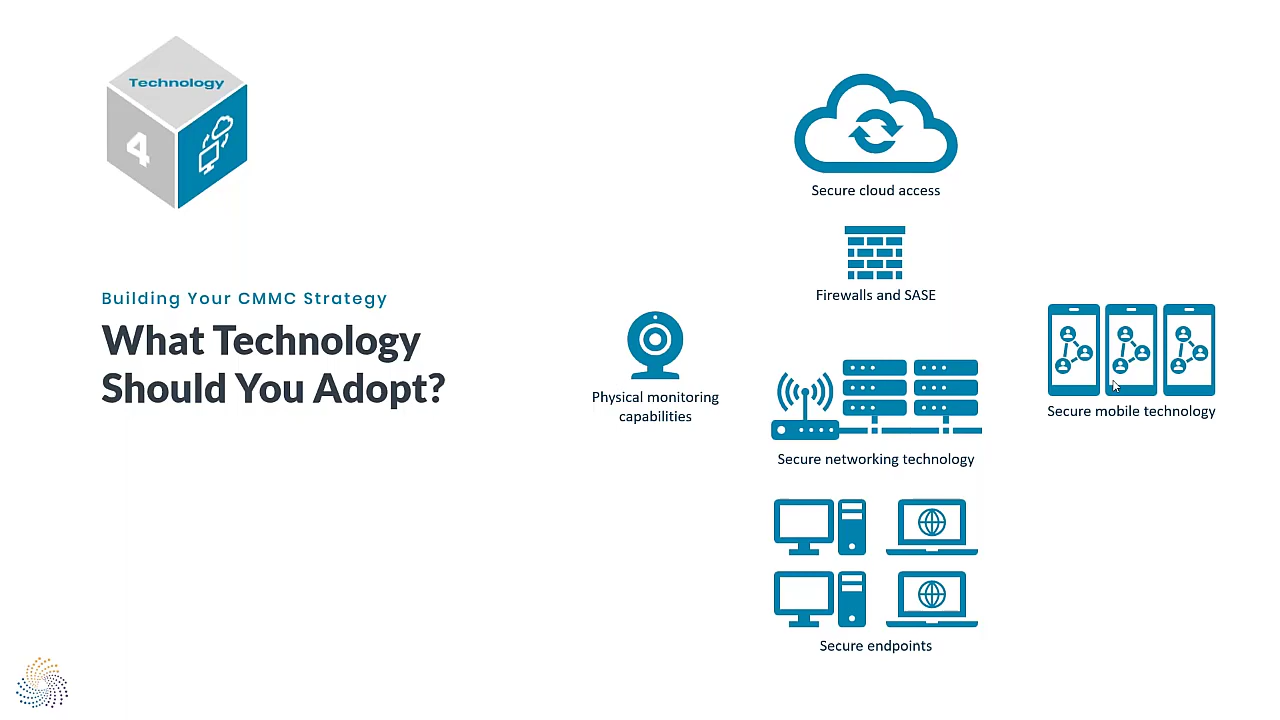 Technology
4
Building Your CMMC Strategy
What Technology
Should You Adopt?
Secure cloud access
Firewalls and SASE
Physical monitoring
capabilities
Secure networking technology
Secure mobile technology
Secure endpoints